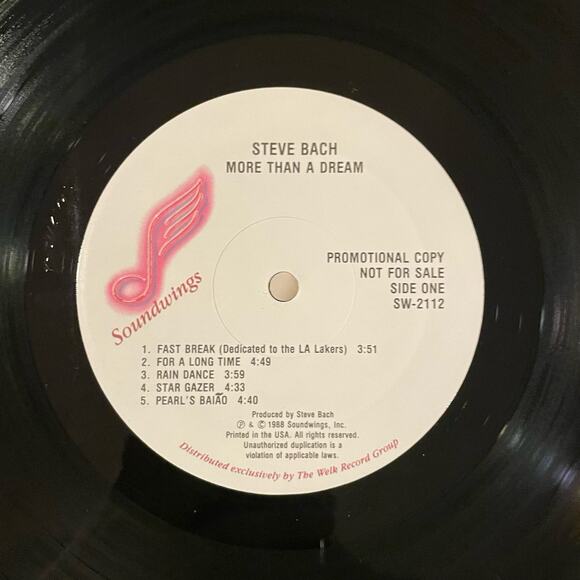 STEVE BACH
MORE THAN A DREAM
Soundwings
PROMOTIONAL COPY
NOT FOR SALE
SIDE ONE
SW-2112
1. FAST BREAK (Dedicated to the LA Lakers) 3:51
2. FOR A LONG TIME 4:49
3. RAIN DANCE 3:59
4. STAR GAZER 4:33
5. PEARL'S BAIÃO 4:40
Produced by Steve Bach
℗ & © 1988 Soundwings, Inc.
Printed in the USA. All rights reserved.
Unauthorized duplication is a
violation of applicable laws.
Distributed exclusively by The Welk Record Group